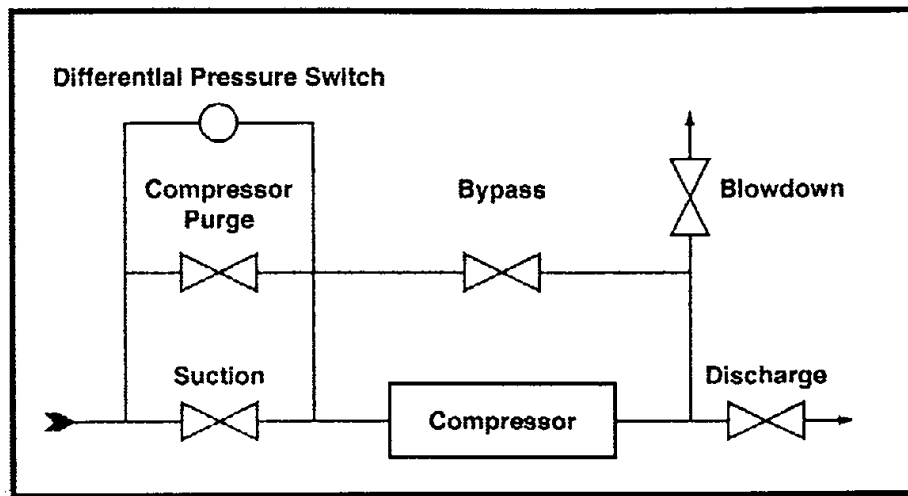 Differential Pressure Switch
Compressor
Purge
Bypass
Blowdown
Suction
Discharge
Compressor